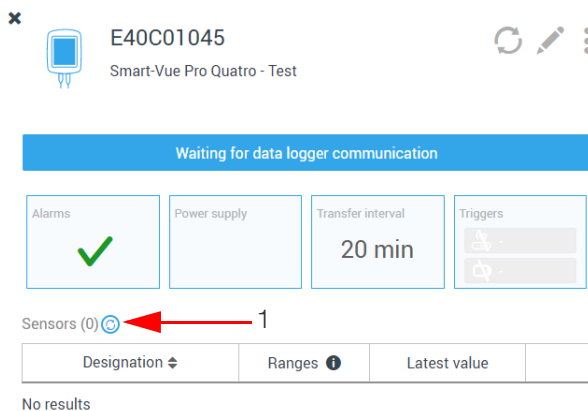 E40C01045
Smart-Vue Pro Quatro - Test
Waiting for data logger communication
Alarms
Power supply
Transfer interval
20 min
Triggers
-
-
Sensors (0)
1
Designation
Ranges
Latest value
No results